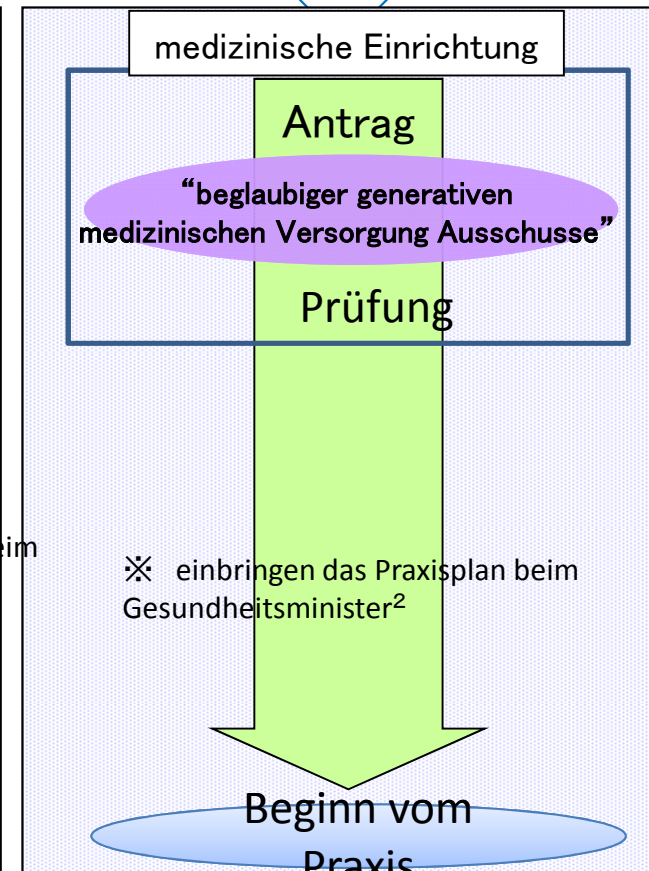 medizinische Einrichtung
Antrag
“beglaubiger generativen
medizinischen Versorgung Ausschusse”
Prüfung
eim
※ einbringen das Praxisplan beim
Gesundheitsminister²
Beginn vom
Praxis